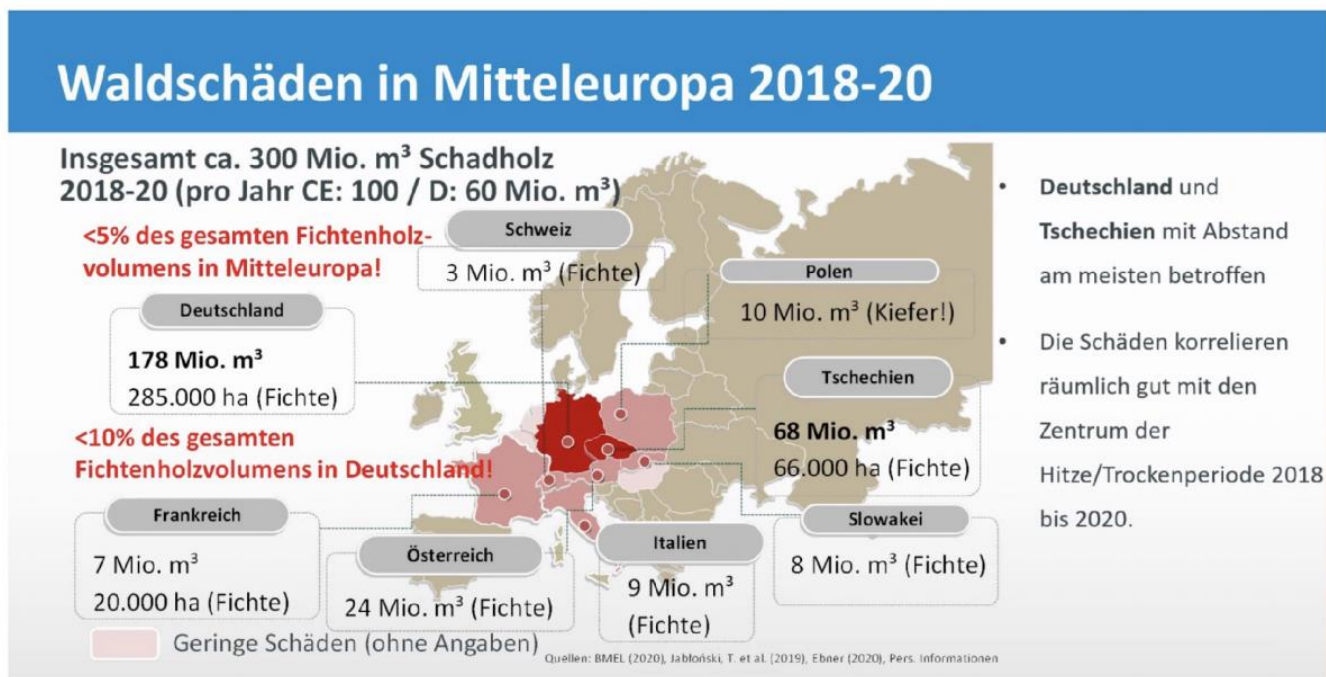 Waldschäden in Mitteleuropa 2018-20
Insgesamt ca. 300 Mio. m³ Schadholz
2018-20 (pro Jahr CE: 100 / D: 60 Mio. m³)
<5% des gesamten Fichtenholz-
volumens in Mitteleuropa!
Schweiz
3 Mio. m³ (Fichte)
Polen
10 Mio. m³ (Kiefer!)
Deutschland
178 Mio. m³
285.000 ha (Fichte)
Tschechien
68 Mio. m³
66.000 ha (Fichte)
<10% des gesamten
Fichtenholzvolumens in Deutschland!
Frankreich
7 Mio. m³
20.000 ha (Fichte)
Österreich
24 Mio. m³ (Fichte)
Italien
9 Mio. m³
(Fichte)
Slowakei
8 Mio. m³ (Fichte)
Geringe Schäden (ohne Angaben)
Quellen: BMEL (2020), Jabłoński, T. et al. (2019), Ebner (2020), Pers. Informationen
• Deutschland und
Tschechien mit Abstand
am meisten betroffen
• Die Schäden korrelieren
räumlich gut mit den
Zentrum der
Hitze/Trockenperiode 2018
bis 2020.